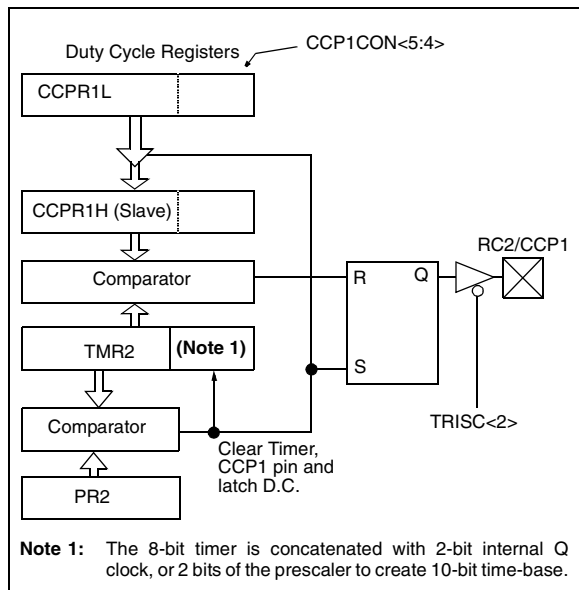 Duty Cycle Registers
CCP1CON<5:4>
CCPR1L
CCPR1H (Slave)
Comparator
TMR2
(Note 1)
Comparator
PR2
Clear Timer,
CCP1 pin and
latch D.C.
R
Q
S
RC2/CCP1
TRISC<2>
Note 1: The 8-bit timer is concatenated with 2-bit internal Q
clock, or 2 bits of the prescaler to create 10-bit time-base.